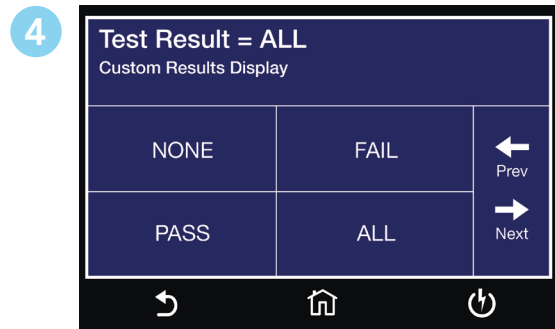 4
Test Result = ALL
Custom Results Display
NONE
FAIL
Prev
PASS
ALL
Next